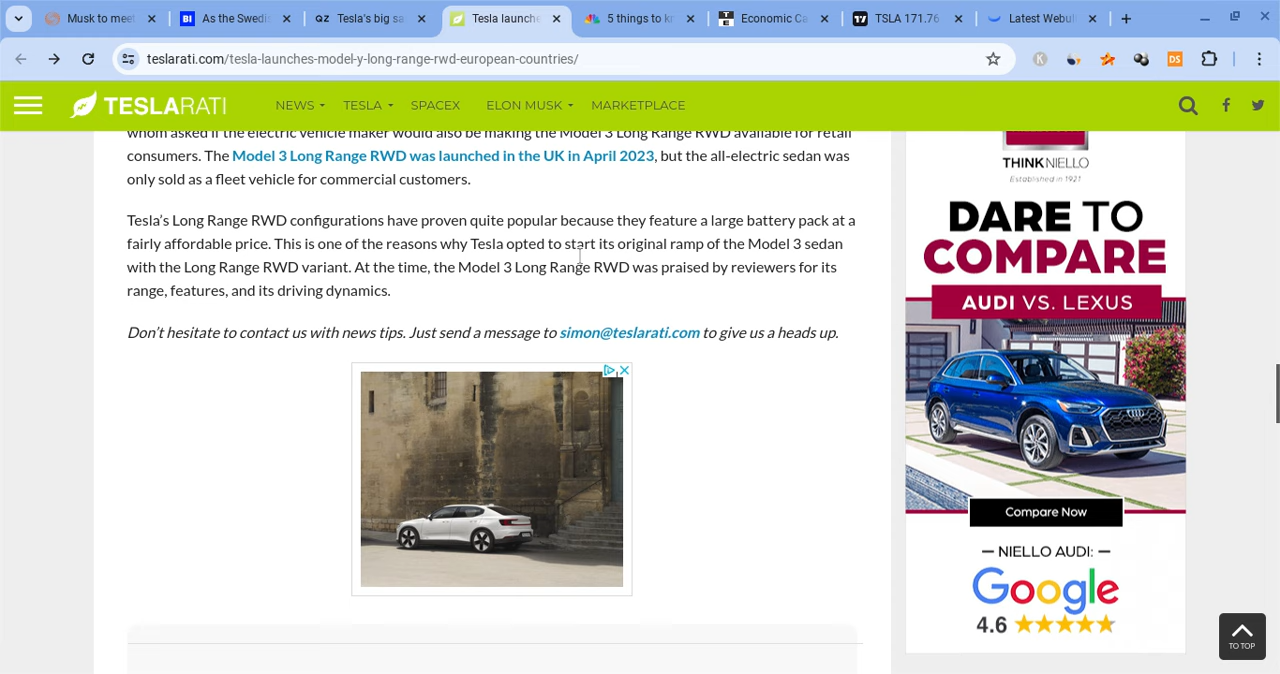 Musk to meet
As the Swedis
QZ
Tesla's big sa
Tesla launche
5 things to kn
Economic Ca
TSLA 171.76
Latest Webul
teslarati.com/tesla-launches-model-y-long-range-rwd-european-countries/
TESLARATI
NEWS
TESLA
SPACEX
ELON MUSK
MARKETPLACE
whom asked if the electric vehicle maker would also be making the Model 3 Long Range RWD available for retail
consumers. The Model 3 Long Range RWD was launched in the UK in April 2023, but the all-electric sedan was
only sold as a fleet vehicle for commercial customers.
Tesla’s Long Range RWD configurations have proven quite popular because they feature a large battery pack at a
fairly affordable price. This is one of the reasons why Tesla opted to start its original ramp of the Model 3 sedan
with the Long Range RWD variant. At the time, the Model 3 Long Range RWD was praised by reviewers for its
range, features, and its driving dynamics.
Don’t hesitate to contact us with news tips. Just send a message to simon@teslarati.com to give us a heads up.
THINKNIELLO
Established in 1921
DARE TO
COMPARE
AUDI VS. LEXUS
Compare Now
— NIELLO AUDI: —
Google
4.6
TO TOP